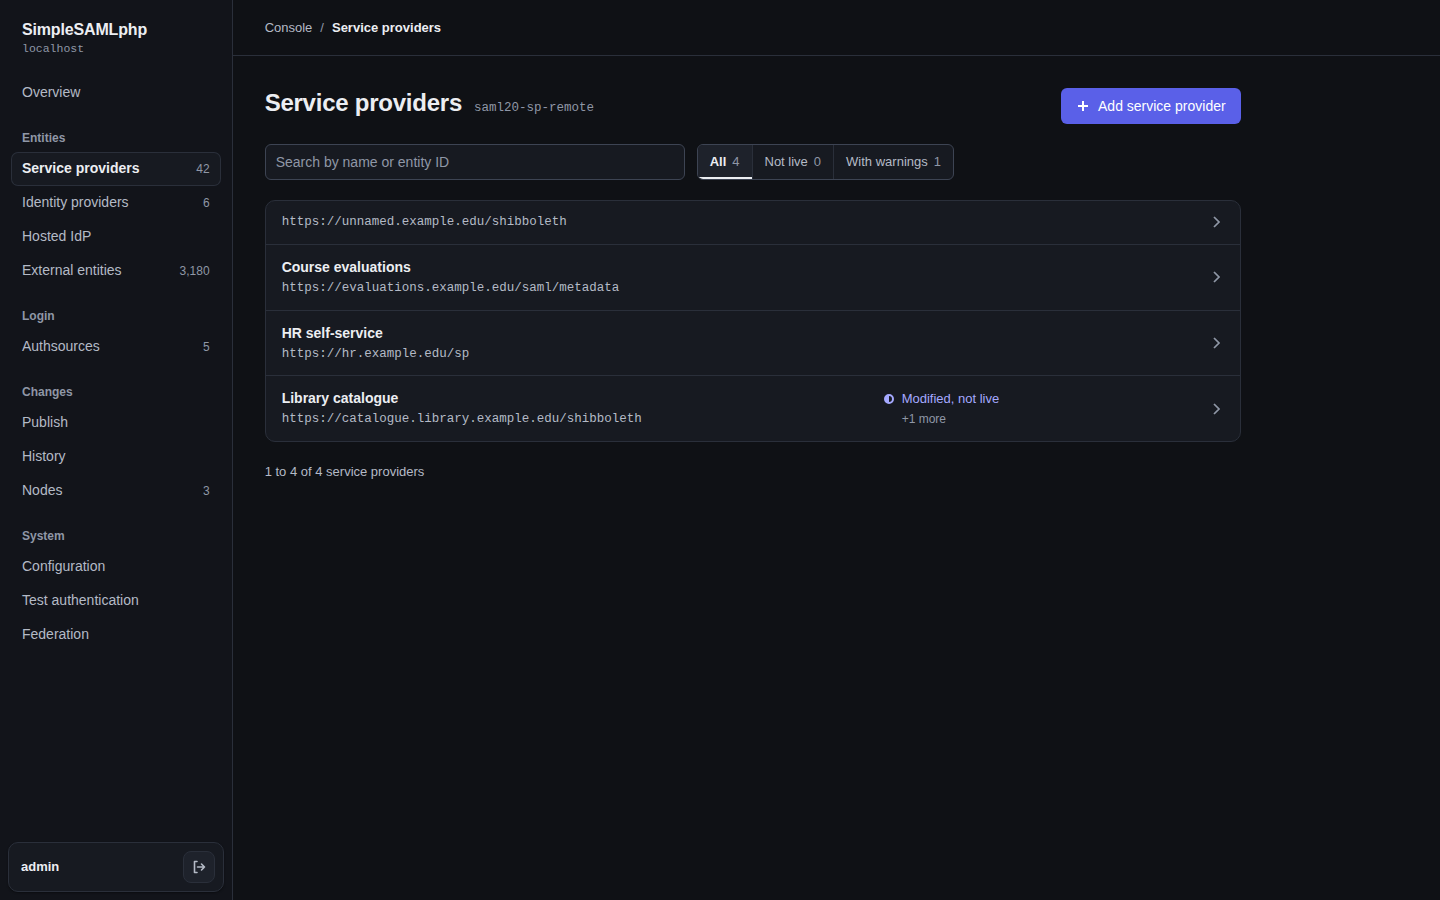 SimpleSAMLphp
localhost
Overview
Entities
Service providers 42
Identity providers 6
Hosted IdP
External entities 3,180
Login
Authsources 5
Changes
Publish
History
Nodes 3
System
Configuration
Test authentication
Federation
admin
Console / Service providers
Service providers saml20-sp-remote
Add service provider
Search by name or entity ID
All 4 Not live 0 With warnings 1
https://unnamed.example.edu/shibboleth
Course evaluations
https://evaluations.example.edu/saml/metadata
HR self-service
https://hr.example.edu/sp
Library catalogue
https://catalogue.library.example.edu/shibboleth
Modified, not live
+1 more
1 to 4 of 4 service providers